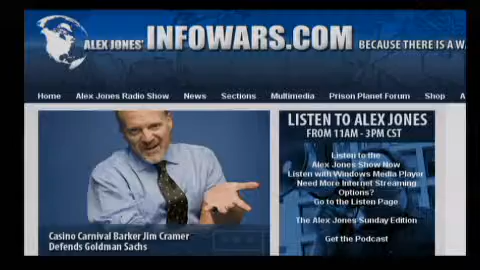 ALEX JONES' INFOWARS.COM BECAUSE THERE IS A WA
Home Alex Jones Radio Show News Sections Multimedia Prison Planet Forum Shop A
LISTEN TO ALEX JONES
FROM 11AM - 3PM CST
Listen to the
Alex Jones Show Now
Listen with Windows Media Player
Need More Internet Streaming
Options?
Go to the Listen Page
The Alex Jones Sunday Edition
Get the Podcast
Casino Carnival Barker Jim Cramer
Defends Goldman Sachs